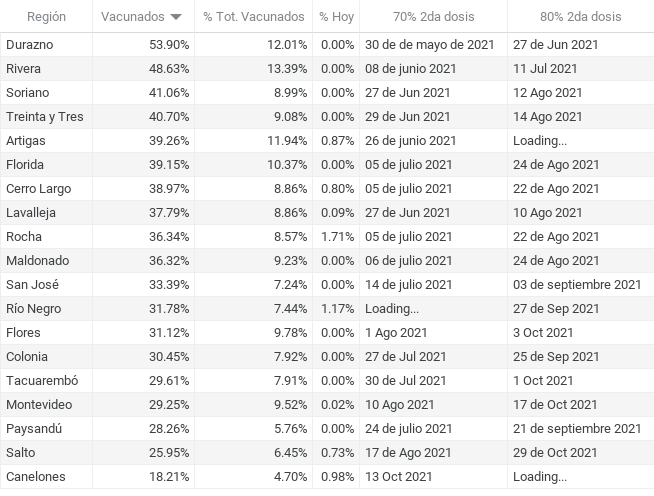 Región Vacunados % Tot. Vacunados % Hoy 70% 2da dosis 80% 2da dosis
Durazno 53.90% 12.01% 0.00% 30 de de mayo de 2021 27 de Jun 2021
Rivera 48.63% 13.39% 0.00% 08 de junio 2021 11 Jul 2021
Soriano 41.06% 8.99% 0.00% 27 de Jun 2021 12 Ago 2021
Treinta y Tres 40.70% 9.08% 0.00% 29 de Jun 2021 14 Ago 2021
Artigas 39.26% 11.94% 0.87% 26 de junio 2021 Loading...
Florida 39.15% 10.37% 0.00% 05 de julio 2021 24 de Ago 2021
Cerro Largo 38.97% 8.86% 0.80% 05 de julio 2021 22 de Ago 2021
Lavalleja 37.79% 8.86% 0.09% 27 de Jun 2021 10 Ago 2021
Rocha 36.34% 8.57% 1.71% 05 de julio 2021 22 de Ago 2021
Maldonado 36.32% 9.23% 0.00% 06 de julio 2021 24 de Ago 2021
San José 33.39% 7.24% 0.00% 14 de julio 2021 03 de septiembre 2021
Río Negro 31.78% 7.44% 1.17% Loading... 27 de Sep 2021
Flores 31.12% 9.78% 0.00% 1 Ago 2021 3 Oct 2021
Colonia 30.45% 7.92% 0.00% 27 de Jul 2021 25 de Sep 2021
Tacuarembó 29.61% 7.91% 0.00% 30 de Jul 2021 1 Oct 2021
Montevideo 29.25% 9.52% 0.02% 10 Ago 2021 17 de Oct 2021
Paysandú 28.26% 5.76% 0.00% 24 de julio 2021 21 de septiembre 2021
Salto 25.95% 6.45% 0.73% 17 de Ago 2021 29 de Oct 2021
Canelones 18.21% 4.70% 0.98% 13 Oct 2021 Loading...